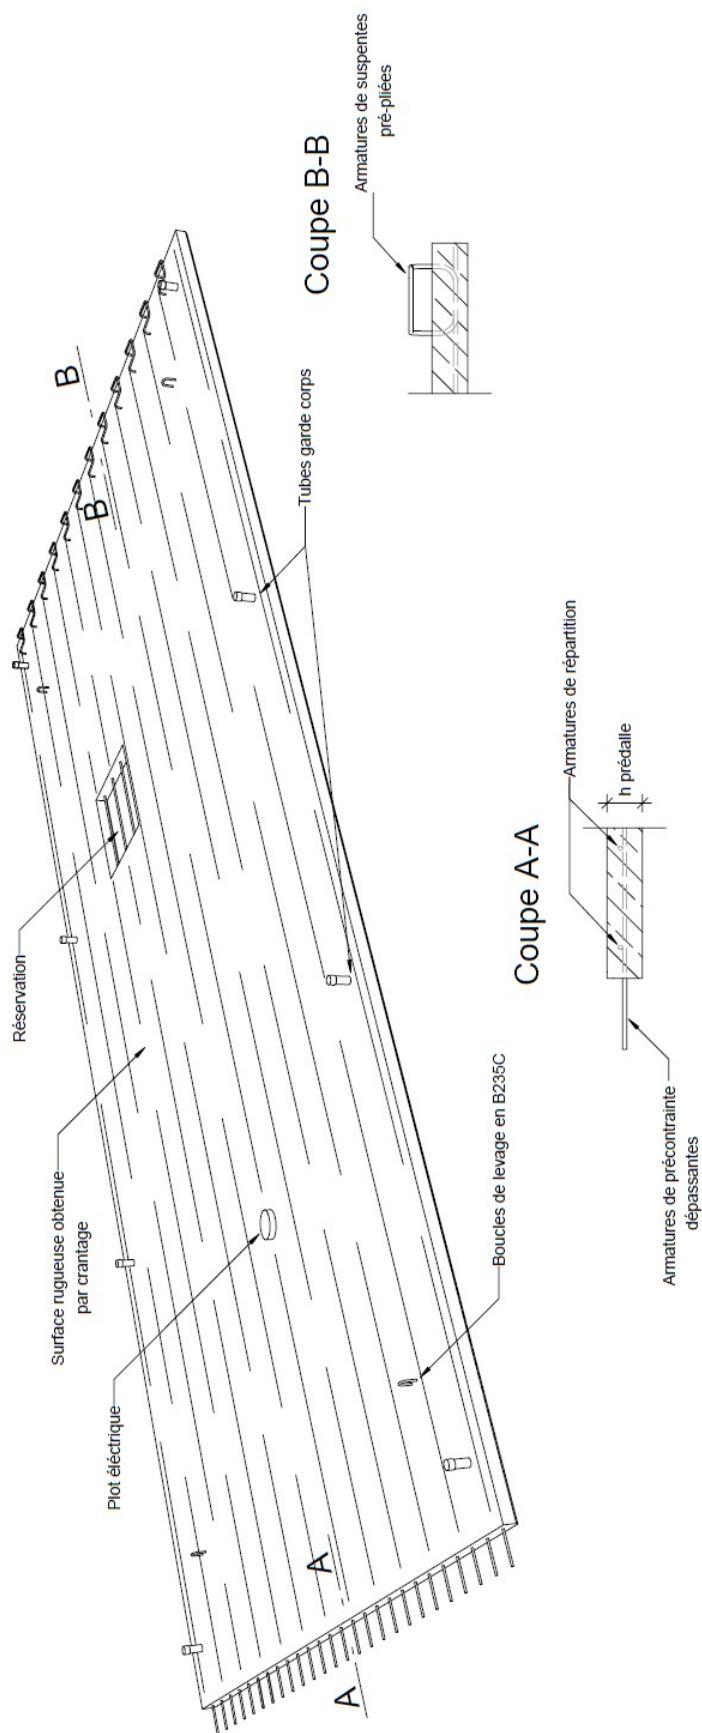 Plot éléctrique
Surface rugueuse obtenue
par crantage
Réservation
B
B
A
A
Tubes garde corps
Boucles de levage en B235C
Coupe B-B
Armatures de suspentes
pré-pliées
Coupe A-A
Armatures de répartition
h prédalle
Armatures de précontrainte
dépassantes